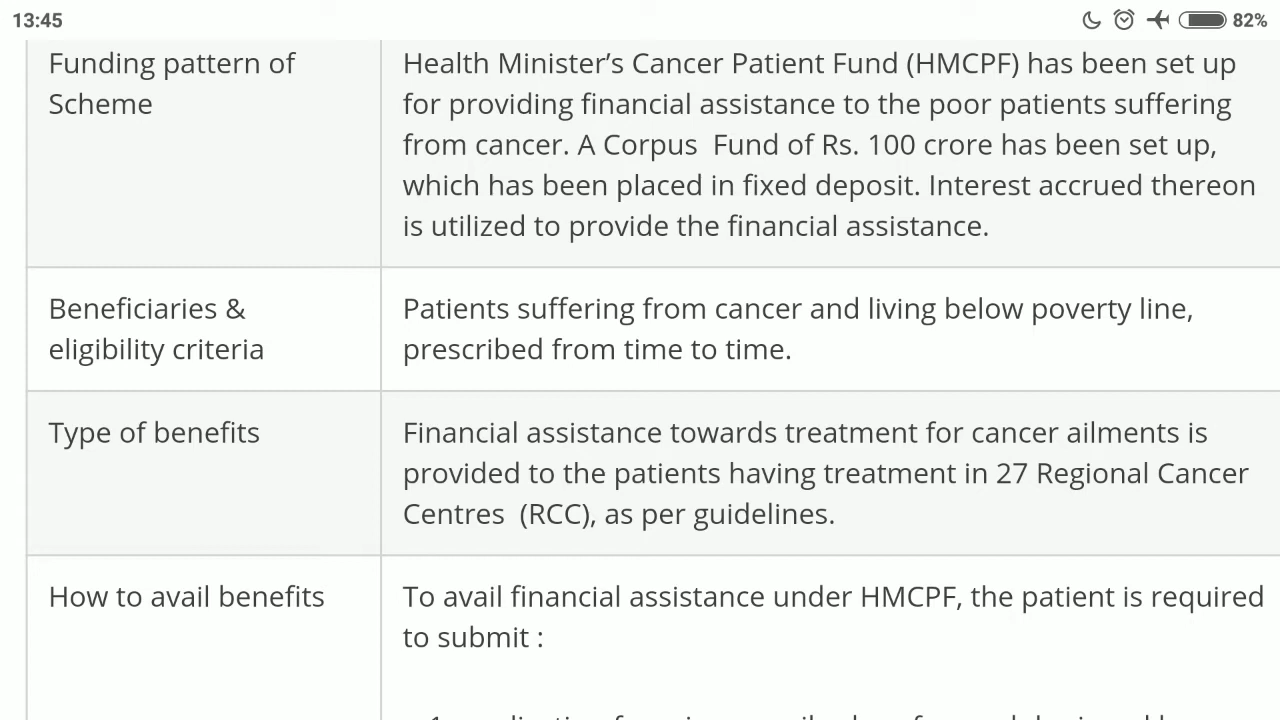 13:45
82%
Funding pattern of
Scheme
Health Minister's Cancer Patient Fund (HMCPF) has been set up
for providing financial assistance to the poor patients suffering
from cancer. A Corpus  Fund of Rs. 100 crore has been set up,
which has been placed in fixed deposit. Interest accrued thereon
is utilized to provide the financial assistance.
Beneficiaries &
eligibility criteria
Patients suffering from cancer and living below poverty line,
prescribed from time to time.
Type of benefits
Financial assistance towards treatment for cancer ailments is
provided to the patients having treatment in 27 Regional Cancer
Centres  (RCC), as per guidelines.
How to avail benefits
To avail financial assistance under HMCPF, the patient is required
to submit :